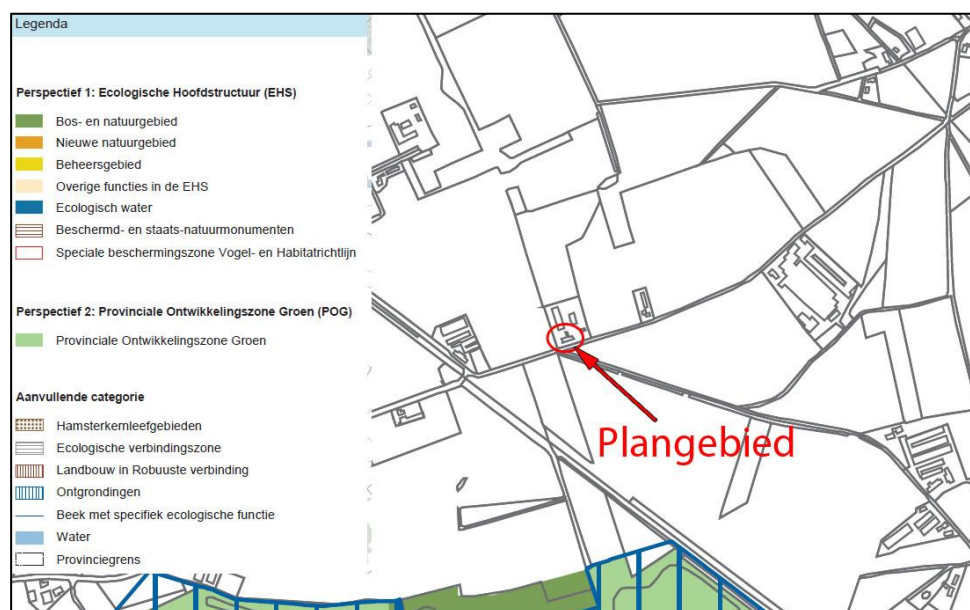 Legenda
Perspectief 1: Ecologische Hoofdstructuur (EHS)
Bos- en natuurgebied
Nieuwe natuurgebied
Beheersgebied
Overige functies in de EHS
Ecologisch water
Beschermd- en staats-natuurmonumenten
Speciale beschermingszone Vogel- en Habitatrichtlijn
Perspectief 2: Provinciale Ontwikkelingszone Groen (POG)
Provinciale Ontwikkelingszone Groen
Aanvullende categorie
Hamsterkernleefgebieden
Ecologische verbindingszone
Landbouw in Robuuste verbinding
Ontgrondingen
Beek met specifiek ecologische functie
Water
Provinciegrens
Plangebied